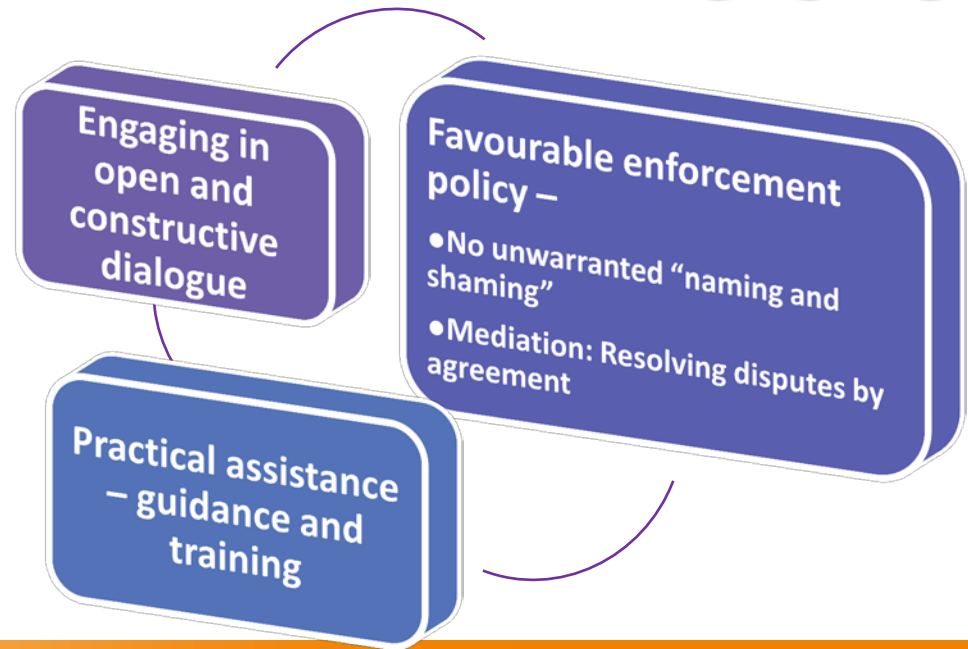 Engaging in
open and
constructive
dialogue
Favourable enforcement
policy –
●No unwarranted “naming and
shaming”
●Mediation: Resolving disputes by
agreement
Practical assistance
– guidance and
training